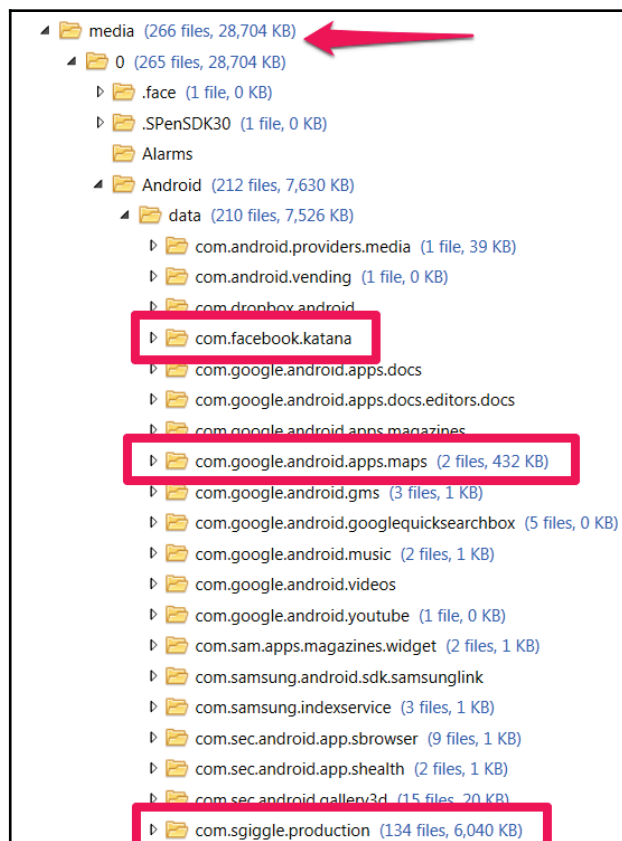 media (266 files, 28,704 KB)
0 (265 files, 28,704 KB)
.face (1 file, 0 KB)
.SPenSDK30 (1 file, 0 KB)
Alarms
Android (212 files, 7,630 KB)
data (210 files, 7,526 KB)
com.android.providers.media (1 file, 39 KB)
com.android.vending (1 file, 0 KB)
com.dropbox.android
com.facebook.katana
com.google.android.apps.docs
com.google.android.apps.docs.editors.docs
com.google.android.apps.magazines
com.google.android.apps.maps (2 files, 432 KB)
com.google.android.gms (3 files, 1 KB)
com.google.android.googlequicksearchbox (5 files, 0 KB)
com.google.android.music (2 files, 1 KB)
com.google.android.videos
com.google.android.youtube (1 file, 0 KB)
com.sam.apps.magazines.widget (2 files, 1 KB)
com.samsung.android.sdk.samsunglink
com.samsung.indexservice (3 files, 1 KB)
com.sec.android.app.sbrowser (9 files, 1 KB)
com.sec.android.app.shealth (2 files, 1 KB)
com.sec.android.gallery3d (15 files, 20 KB)
com.sgiggle.production (134 files, 6,040 KB)